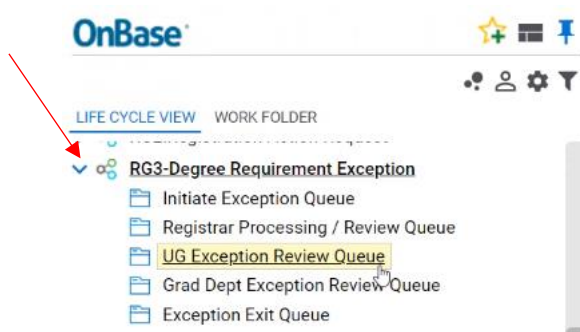 OnBase
LIFE CYCLE VIEW WORK FOLDER
RG3-Degree Requirement Exception
Initiate Exception Queue
Registrar Processing / Review Queue
UG Exception Review Queue
Grad Dept Exception Review Queue
Exception Exit Queue